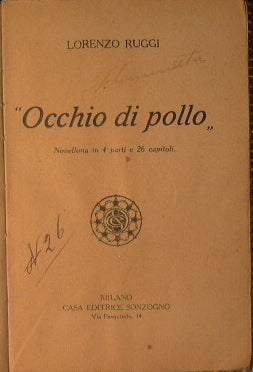 LORENZO RUGGI
"Occhio di pollo"
Novellona in 4 parti e 26 capitoli.
N 26
MILANO
CASA EDITRICE SONZOGNO
Via Pasquirolo, 14